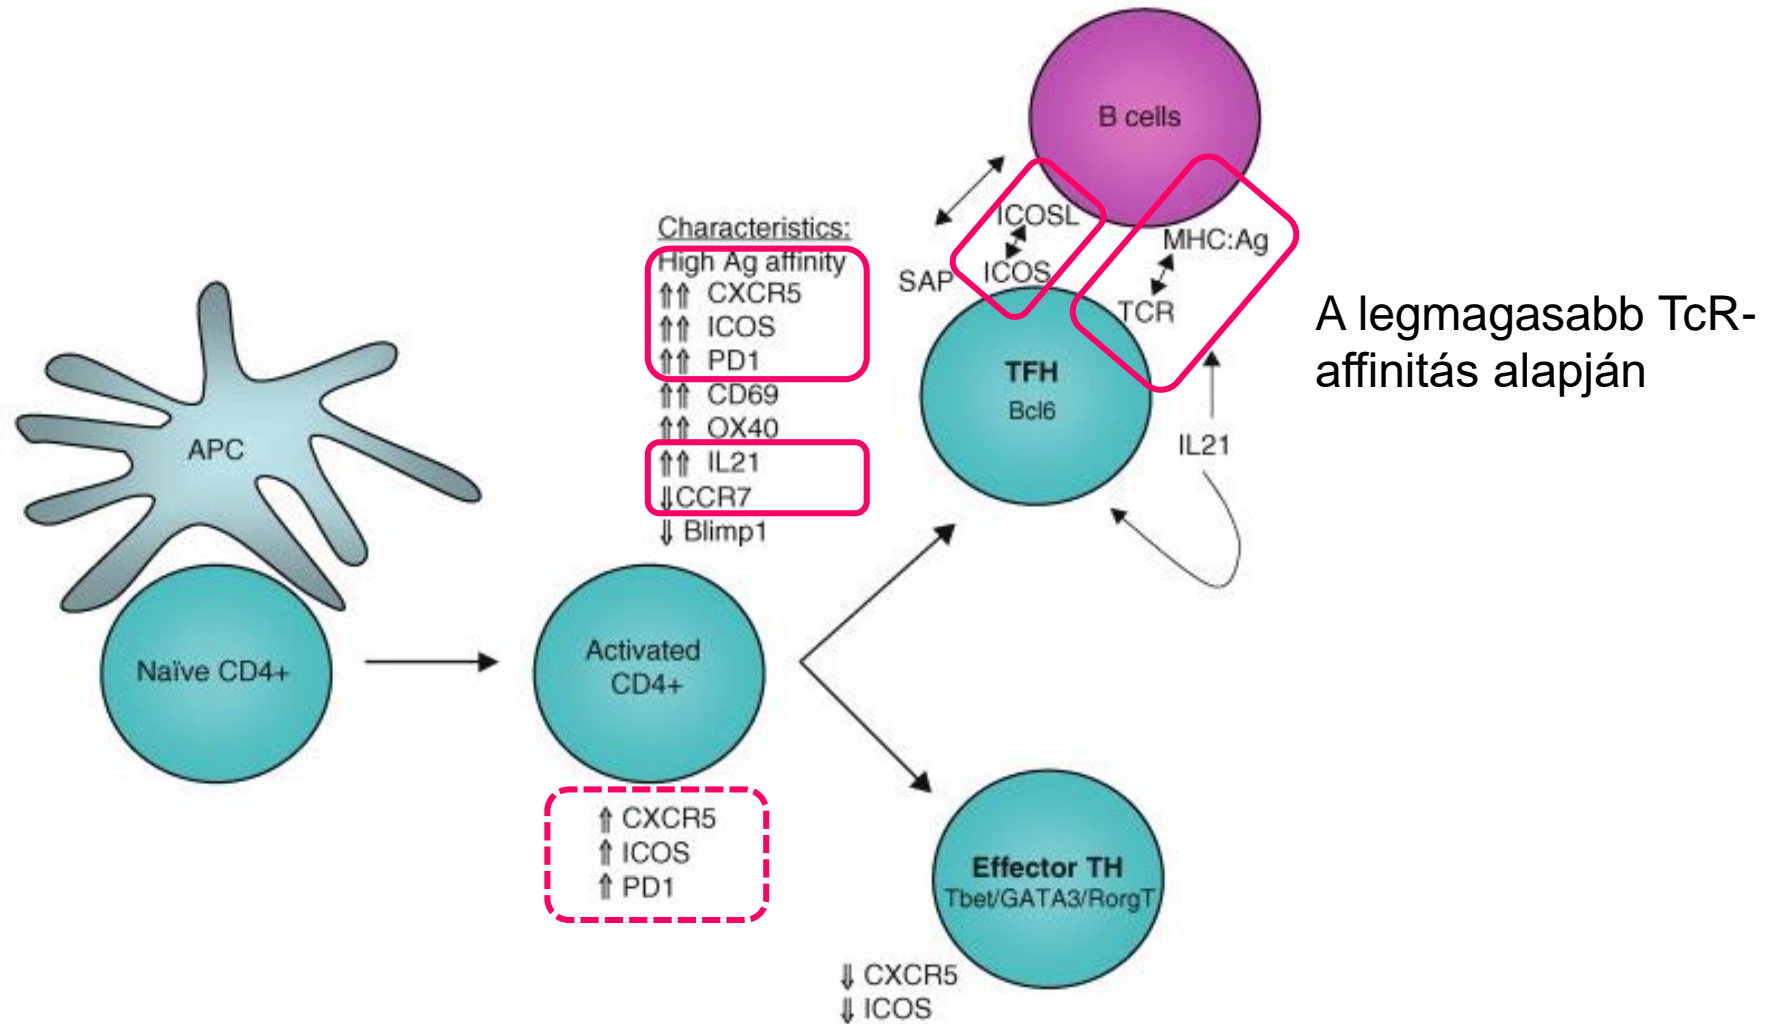 B cells
ICOSL
ICOS
SAP
MHC:Ag
TCR
TFH
Bcl6
IL21
A legmagasabb TcR-
affinitás alapján
Characteristics:
High Ag affinity
⇑⇑ CXCR5
⇑⇑ ICOS
⇑⇑ PD1
⇑⇑ CD69
⇑⇑ OX40
⇑⇑ IL21
⇓CCR7
⇓ Blimp1
APC
Naïve CD4+
Activated
CD4+
⇑ CXCR5
⇑ ICOS
⇑ PD1
Effector TH
Tbet/GATA3/RorgT
⇓ CXCR5
⇓ ICOS